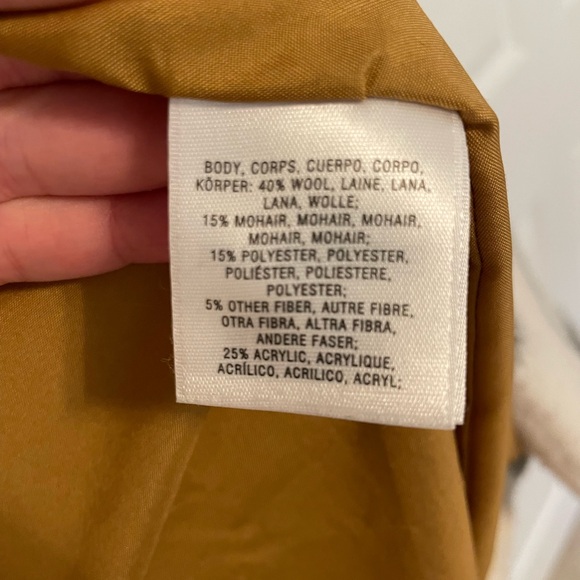 BODY, CORPS, CUERPO, CORPO,
KÖRPER: 40% WOOL, LAINE, LANA,
LANA, WOLLE;
15% MOHAIR, MOHAIR, MOHAIR,
MOHAIR, MOHAIR;
15% POLYESTER, POLYESTER,
POLIÉSTER, POLIESTERE,
POLYESTER;
5% OTHER FIBER, AUTRE FIBRE,
OTRA FIBRA, ALTRA FIBRA,
ANDERE FASER;
25% ACRYLIC, ACRYLIQUE,
ACRÍLICO, ACRILICO, ACRYL;